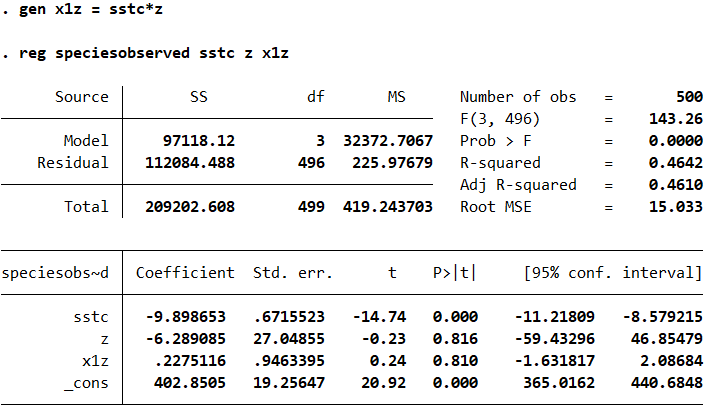 . gen x1z = sstc*z
. reg speciesobserved sstc z x1z
Source SS df MS Number of obs = 500
F(3, 496) = 143.26
Model 97118.12 3 32372.7067 Prob > F = 0.0000
Residual 112084.488 496 225.97679 R-squared = 0.4642
Adj R-squared = 0.4610
Total 209202.608 499 419.243703 Root MSE = 15.033
speciesobs~d Coefficient Std. err. t P>|t| [95% conf. interval]
sstc -9.898653 .6715523 -14.74 0.000 -11.21809 -8.579215
z -6.289085 27.04855 -0.23 0.816 -59.43296 46.85479
x1z .2275116 .9463395 0.24 0.810 -1.631817 2.08684
_cons 402.8505 19.25647 20.92 0.000 365.0162 440.6848